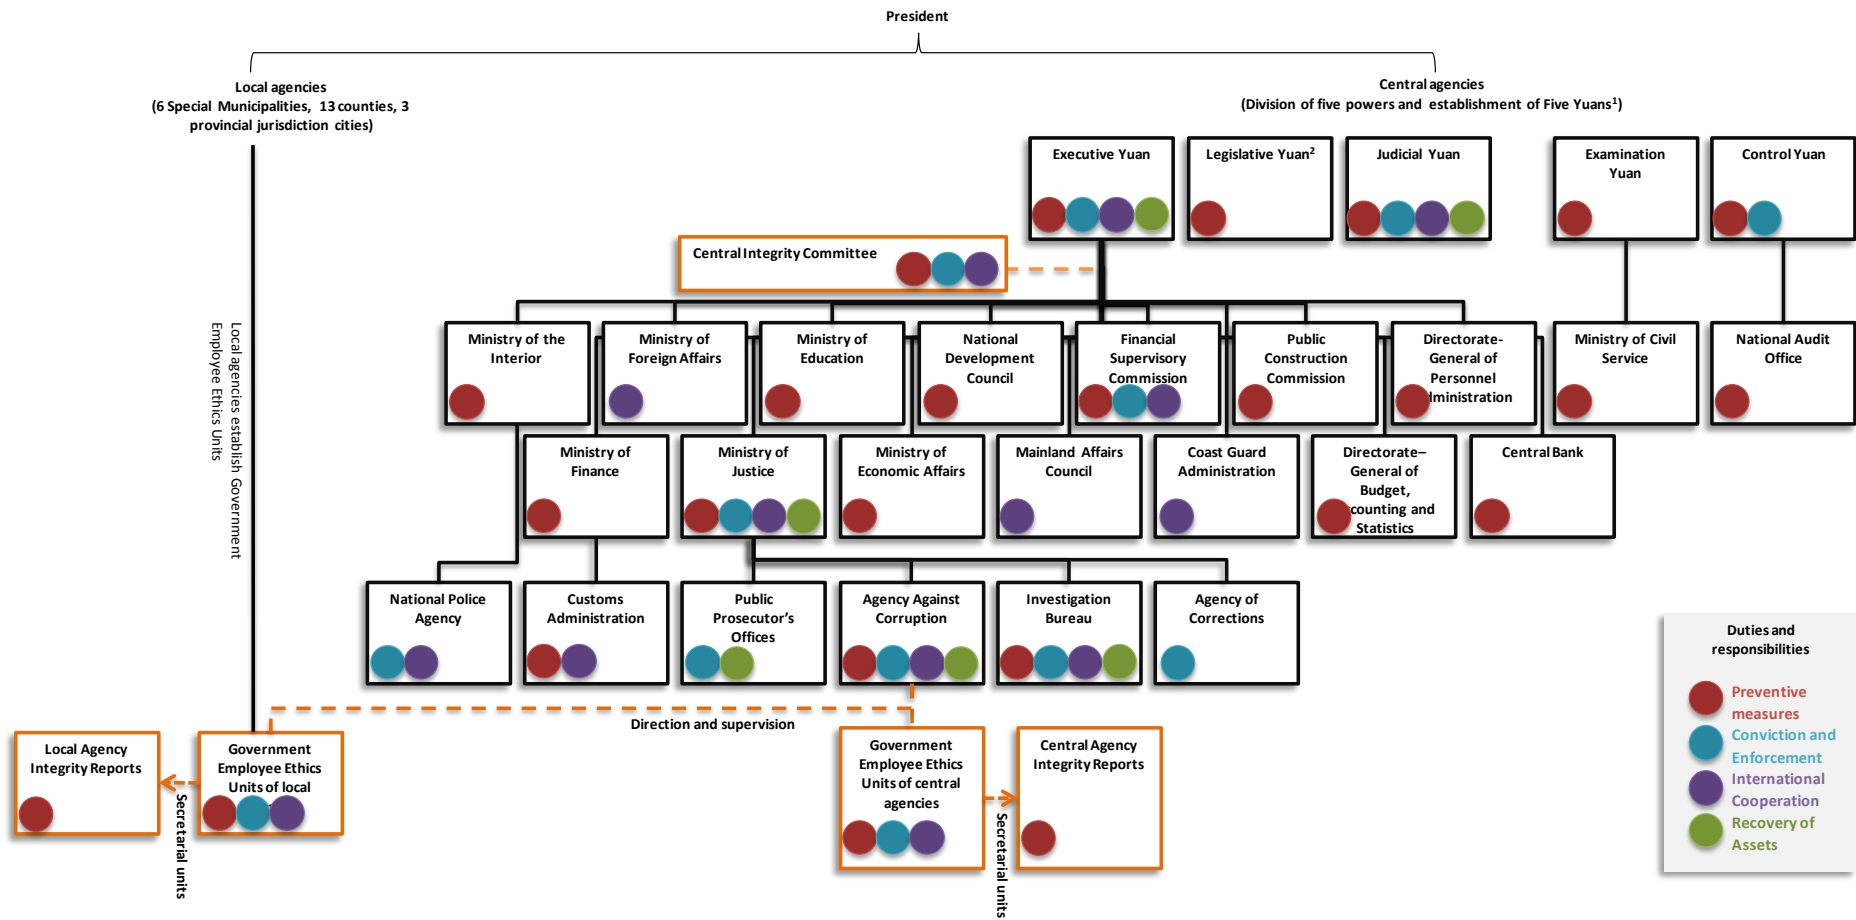 President
Local agencies
(6 Special Municipalities, 13 counties, 3
provincial jurisdiction cities)
Central agencies
(Division of five powers and establishment of Five Yuans¹)
Executive Yuan
Legislative Yuan²
Judicial Yuan
Examination
Yuan
Control Yuan
Central Integrity Committee
Local agencies establish Government
Employee Ethics Units
Ministry of the
Interior
Ministry of
Foreign Affairs
Ministry of
Education
National
Development
Council
Financial
Supervisory
Commission
Public
Construction
Commission
Directorate-
General of
Personnel
dministration
Ministry of Civil
Service
National Audit
Office
Ministry of
Finance
Ministry of
Justice
Ministry of
Economic Affairs
Mainland Affairs
Council
Coast Guard
Administration
Directorate–
General of
Budget,
counting and
Statistics
Central Bank
National Police
Agency
Customs
Administration
Public
Prosecutor's
Offices
Agency Against
Corruption
Investigation
Bureau
Agency of
Corrections
Direction and supervision
Local Agency
Integrity Reports
Secretarial units
Government
Employee Ethics
Units of local
Government
Employee Ethics
Units of central
agencies
Secretarial units
Central Agency
Integrity Reports
Duties and
responsibilities
Preventive
measures
Conviction and
Enforcement
International
Cooperation
Recovery of
Assets